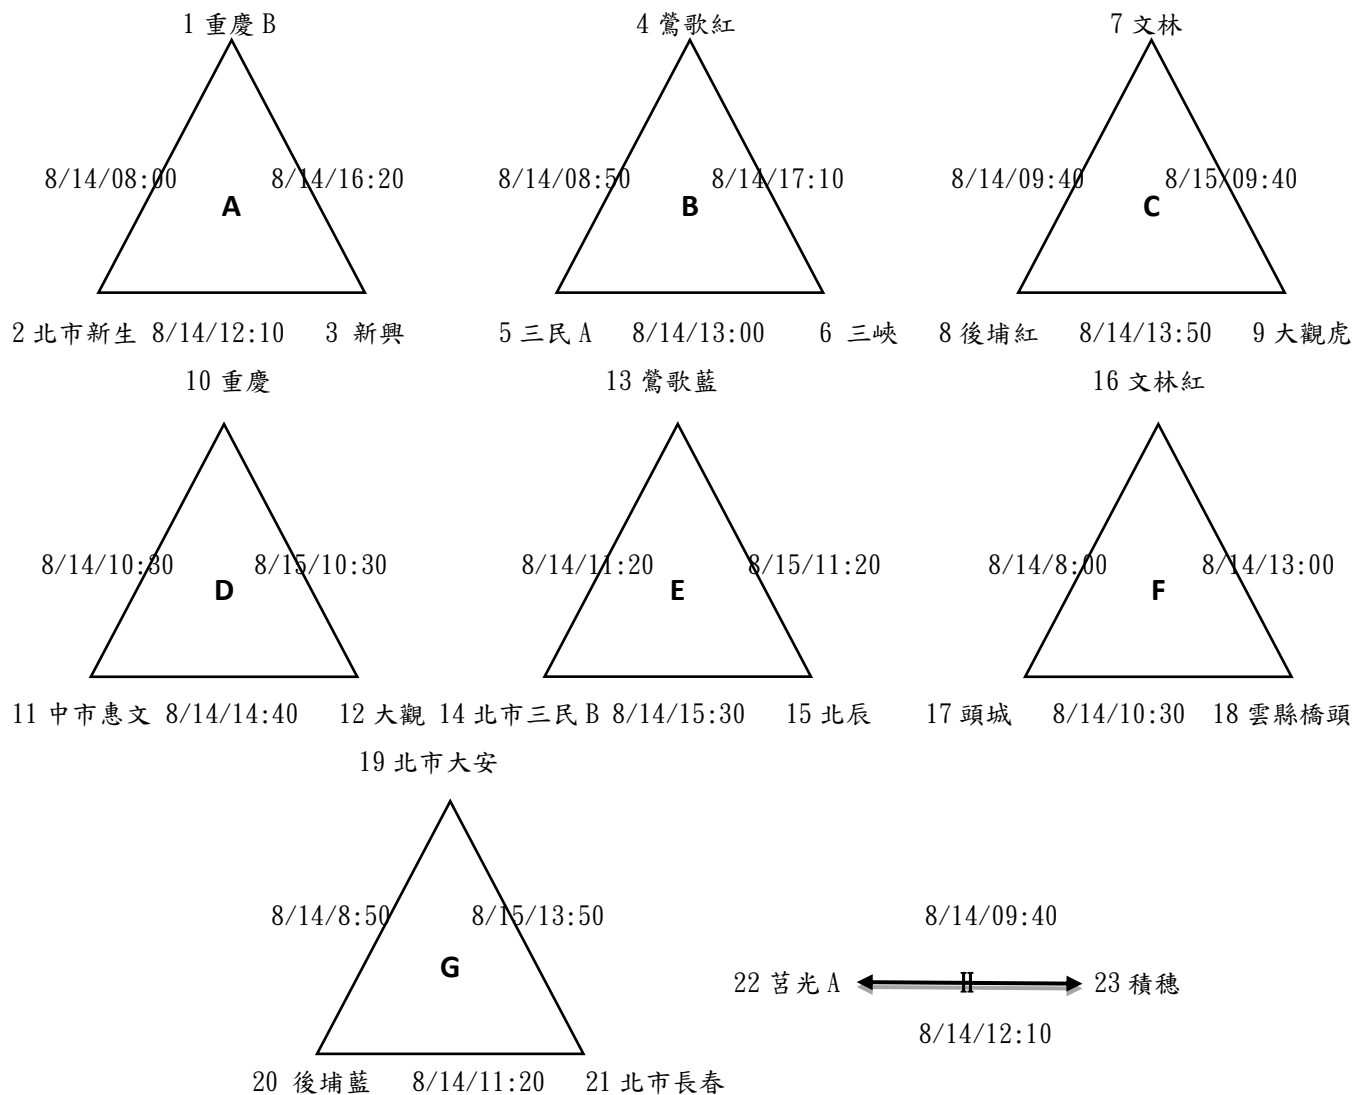 1 重慶 B 4 鶯歌紅 7 文林
8/14/08:00 8/14/16:20 8/14/08:50 8/14/17:10 8/14/09:40 8/15/09:40
A B C
2 北市新生 8/14/12:10 3 新興 5 三民 A 8/14/13:00 6 三峽 8 後埔紅 8/14/13:50 9 大觀虎
10 重慶 13 鶯歌藍 16 文林紅
8/14/10:30 8/15/10:30 8/14/11:20 8/15/11:20 8/14/8:00 8/14/13:00
D E F
11 中市惠文 8/14/14:40 12 大觀 14 北市三民 B 8/14/15:30 15 北辰 17 頭城 8/14/10:30 18 雲縣橋頭
19 北市大安
8/14/8:50 8/15/13:50 8/14/09:40
G
22 莒光 A H 23 積穗
8/14/12:10
20 後埔藍 8/14/11:20 21 北市長春